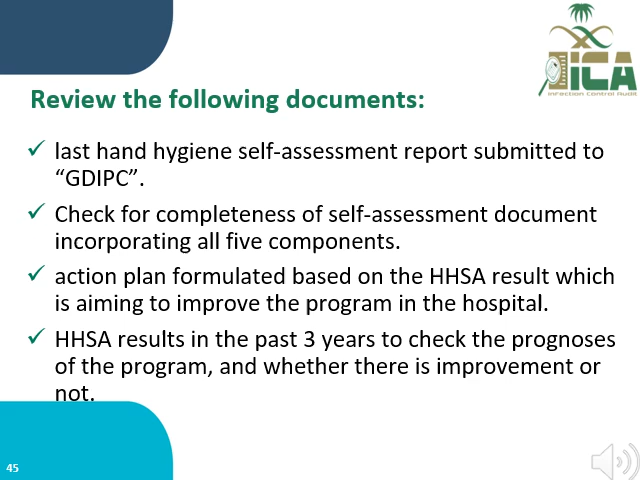 ICA
Infection Control Audit
Review the following documents:
✓ last hand hygiene self-assessment report submitted to
“GDIPC”.
✓ Check for completeness of self-assessment document
incorporating all five components.
✓ action plan formulated based on the HHSA result which
is aiming to improve the program in the hospital.
✓ HHSA results in the past 3 years to check the prognoses
of the program, and whether there is improvement or
not.
45